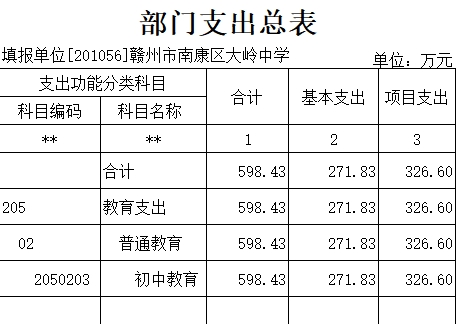 部门支出总表
填报单位[201056]赣州市南康区大岭中学 单位：万元
支出功能分类科目 合计 基本支出 项目支出
科目编码 科目名称
** ** 1 2 3
合计 598.43 271.83 326.60
205 教育支出 598.43 271.83 326.60
02 普通教育 598.43 271.83 326.60
2050203 初中教育 598.43 271.83 326.60